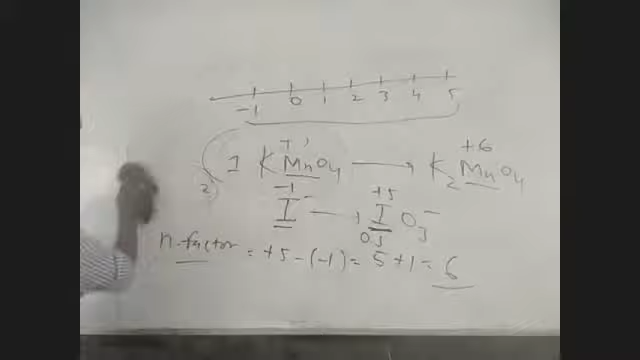 -1 0 1 2 3 4 5
+7 +6
1 KMnO4 → K2MnO4
2)
-1 +5
I⁻ → IO3⁻
n-factor = +5 - (-1) = 5 + 1 = 6